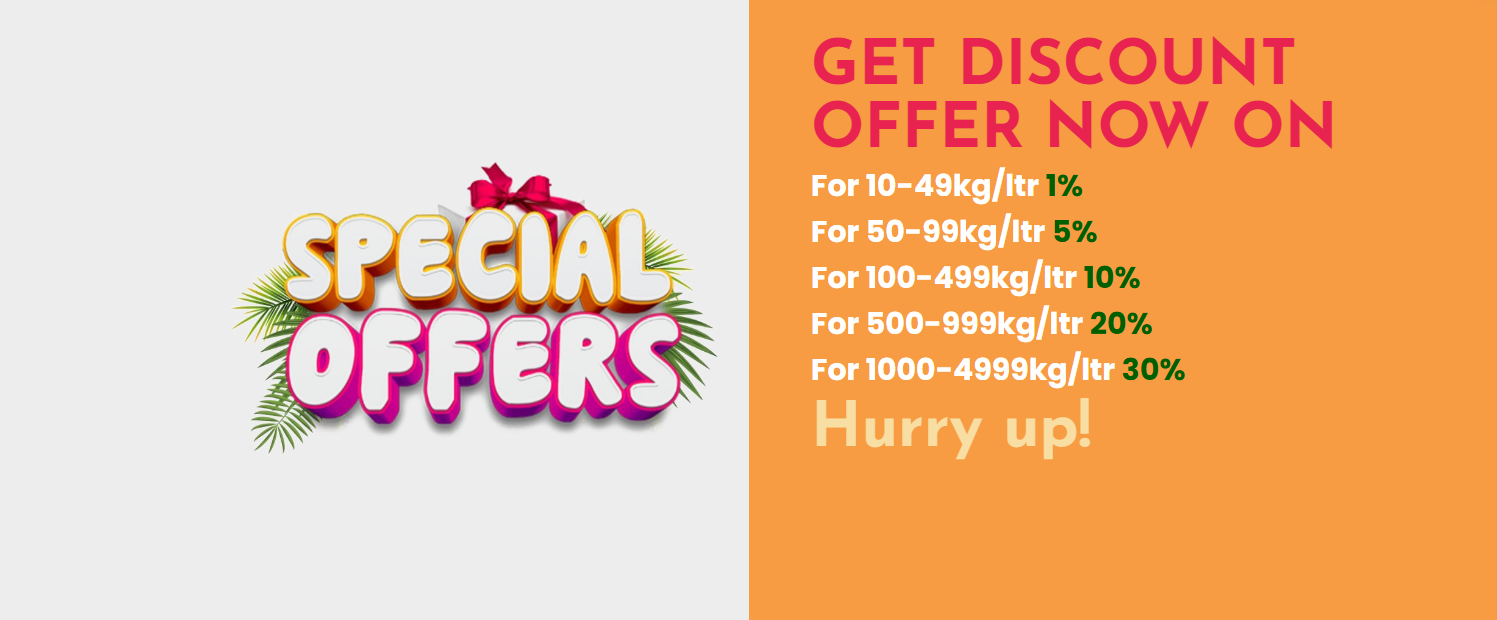 SPECIAL
OFFERS
GET DISCOUNT
OFFER NOW ON
For 10-49kg/ltr 1%
For 50-99kg/ltr 5%
For 100-499kg/ltr 10%
For 500-999kg/ltr 20%
For 1000-4999kg/ltr 30%
Hurry up!